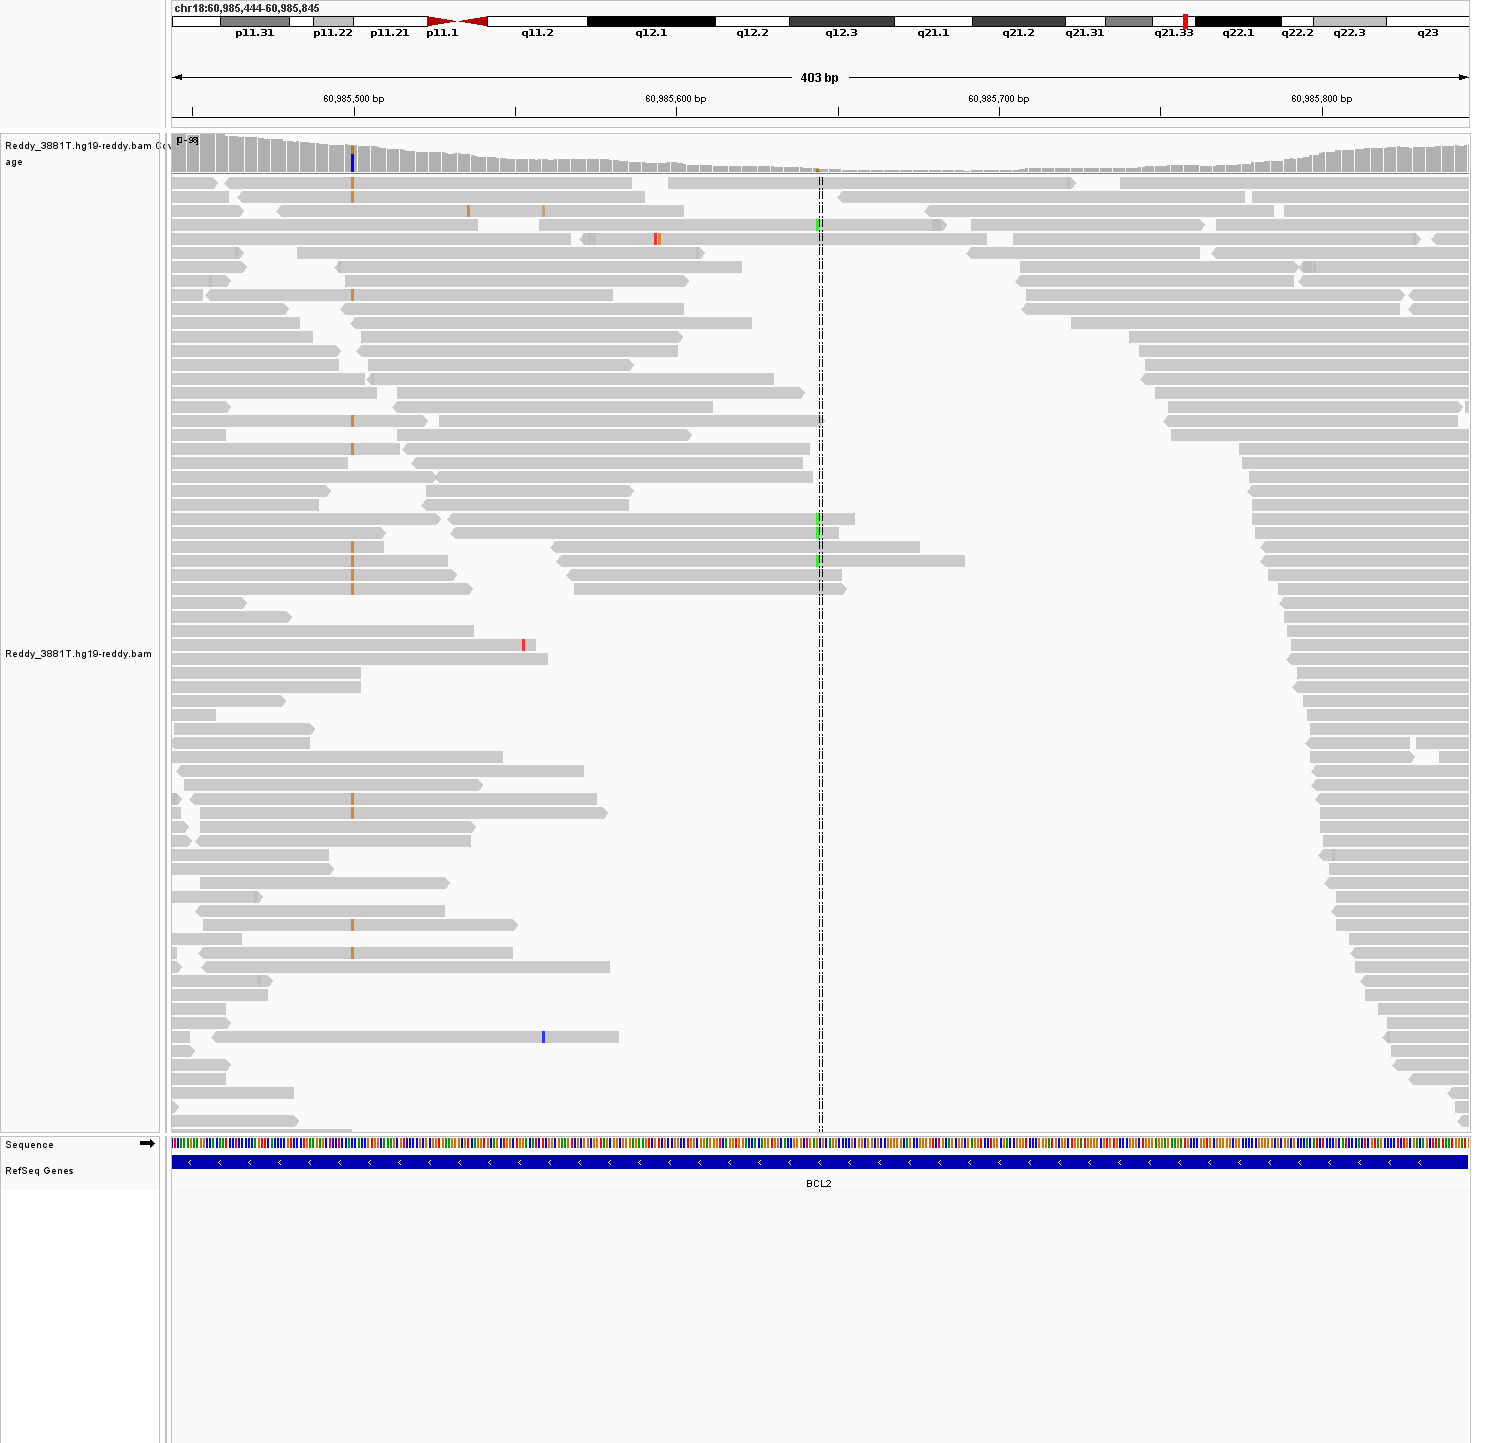 chr18:60,985,444-60,985,845
p11.31 p11.22 p11.21 p11.1 q11.2 q12.1 q12.2 q12.3 q21.1 q21.2 q21.31 q21.33 q22.1 q22.2 q22.3 q23
403 bp
60,985,500 bp 60,985,600 bp 60,985,700 bp 60,985,800 bp
[0 - 98]
Reddy_3881T.hg19-reddy.bam Cov
age
Reddy_3881T.hg19-reddy.bam
Sequence
RefSeq Genes
BCL2